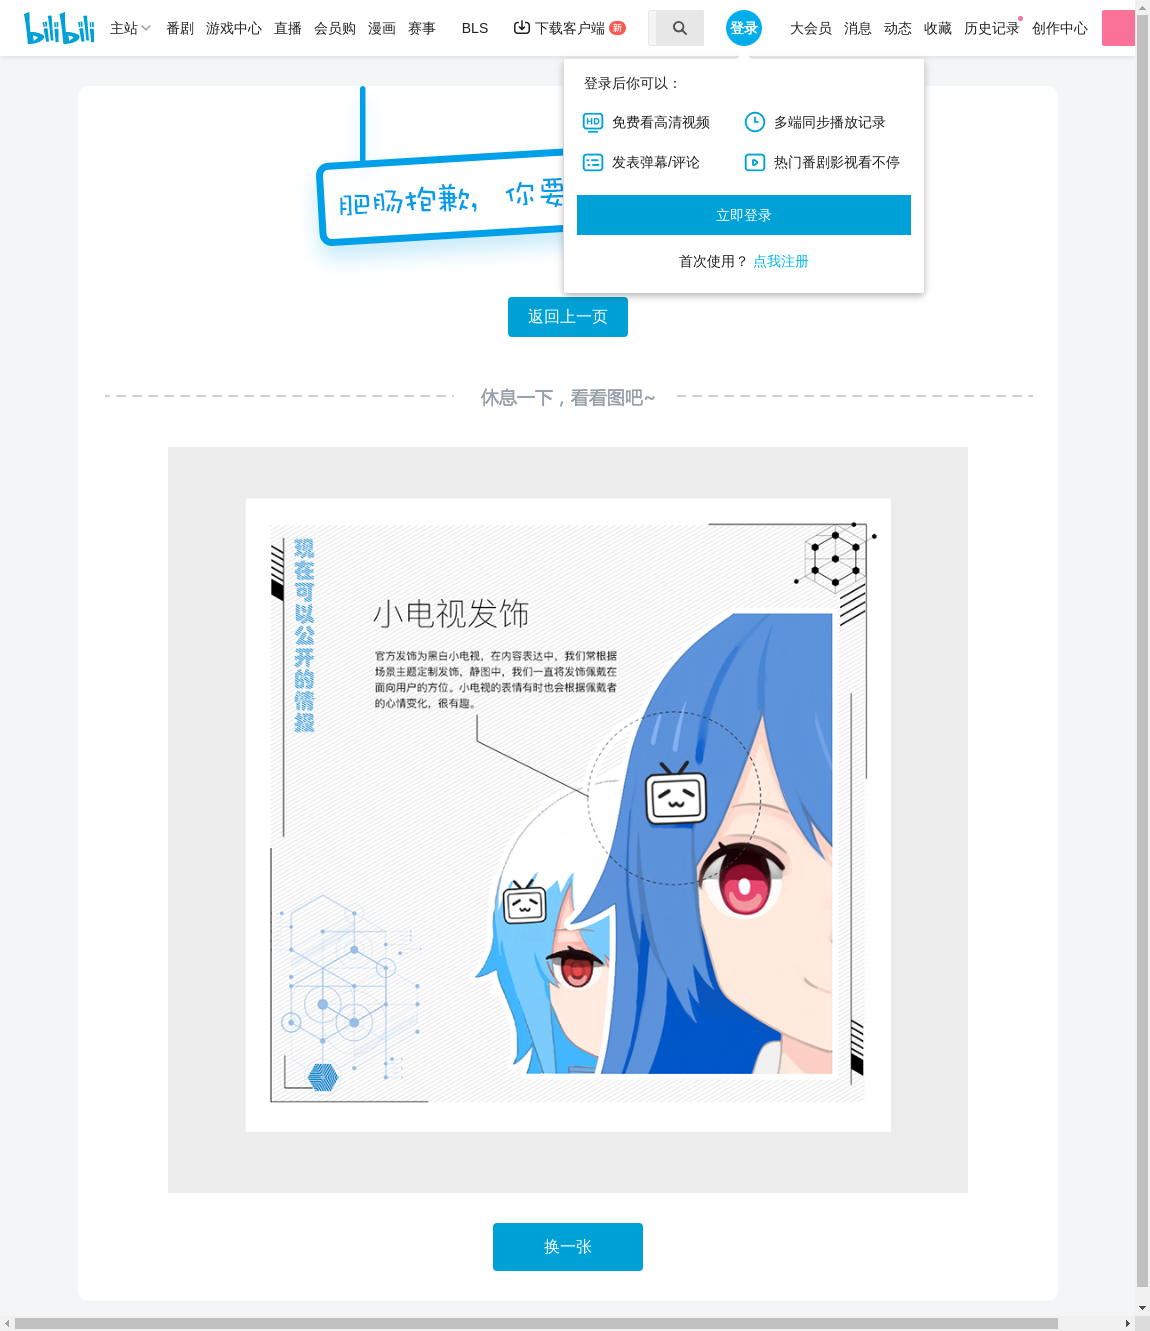 bilibili
主站
番剧
游戏中心
直播
会员购
漫画
赛事
BLS
下载客户端
新
登录
大会员
消息
动态
收藏
历史记录
创作中心
登录后你可以：
HD 免费看高清视频
多端同步播放记录
发表弹幕/评论
热门番剧影视看不停
立即登录
首次使用？ 点我注册
肥肠抱歉，你要
返回上一页
休息一下，看看图吧~
现在可以公开的情报
小电视发饰
官方发饰为黑白小电视，在内容表达中，我们常根据
场景主题定制发饰，静图中，我们一直将发饰佩戴在
面向用户的方位。小电视的表情有时也会根据佩戴者
的心情变化，很有趣。
换一张